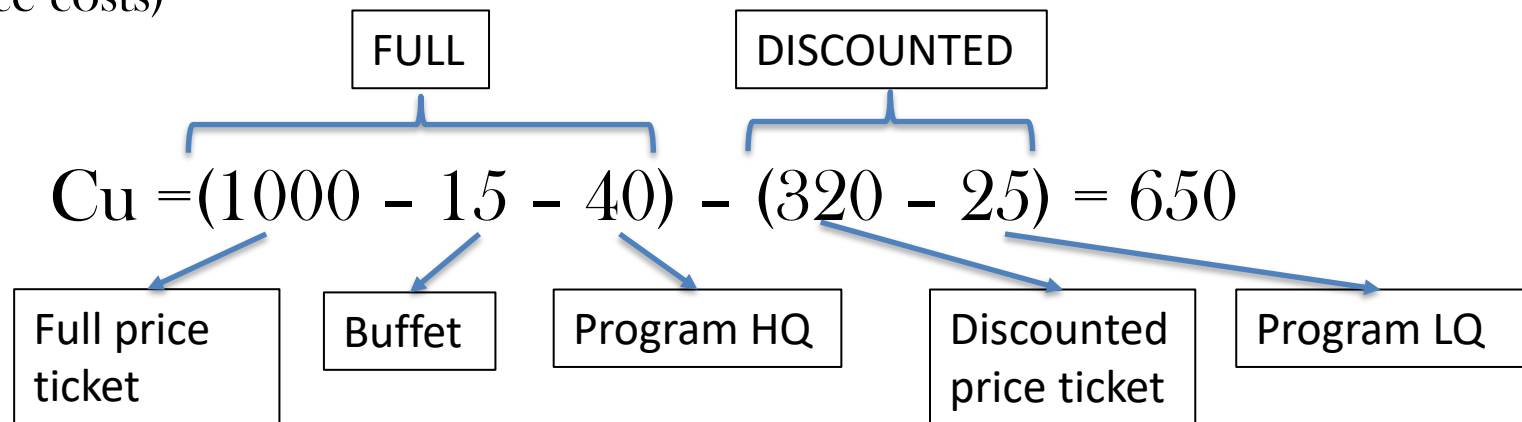 costs)
FULL
DISCOUNTED
Cu =(1000 – 15 – 40) – (320 – 25) = 650
Full price
ticket
Buffet
Program HQ
Discounted
price ticket
Program LQ